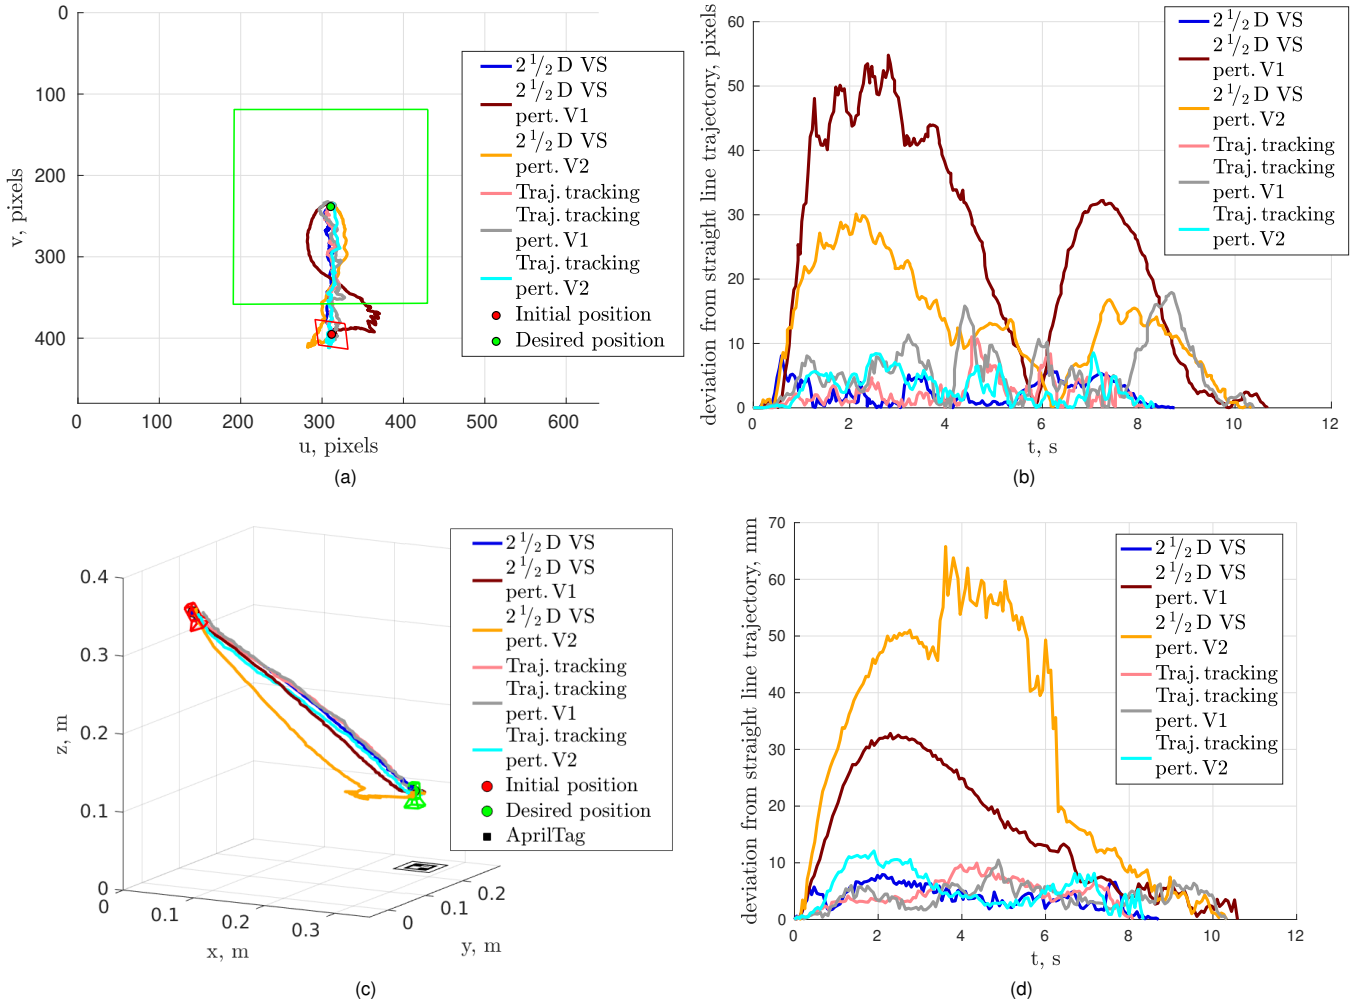 0
100
200
300
400
v, pixels
0
100
200
300
400
500
600
u, pixels
2 1/2 D VS
2 1/2 D VS
pert. V1
2 1/2 D VS
pert. V2
Traj. tracking
Traj. tracking
pert. V1
Traj. tracking
pert. V2
Initial position
Desired position
(a)
60
50
40
30
20
10
0
deviation from straight line trajectory, pixels
0
2
4
6
8
10
12
t, s
2 1/2 D VS
2 1/2 D VS
pert. V1
2 1/2 D VS
pert. V2
Traj. tracking
Traj. tracking
pert. V1
Traj. tracking
pert. V2
(b)
0.4
0.3
0.2
0.1
0
z, m
0
0.1
0.2
0.3
x, m
0
0.1
0.2
y, m
2 1/2 D VS
2 1/2 D VS
pert. V1
2 1/2 D VS
pert. V2
Traj. tracking
Traj. tracking
pert. V1
Traj. tracking
pert. V2
Initial position
Desired position
AprilTag
(c)
70
60
50
40
30
20
10
0
deviation from straight line trajectory, mm
0
2
4
6
8
10
12
t, s
2 1/2 D VS
2 1/2 D VS
pert. V1
2 1/2 D VS
pert. V2
Traj. tracking
Traj. tracking
pert. V1
Traj. tracking
pert. V2
(d)